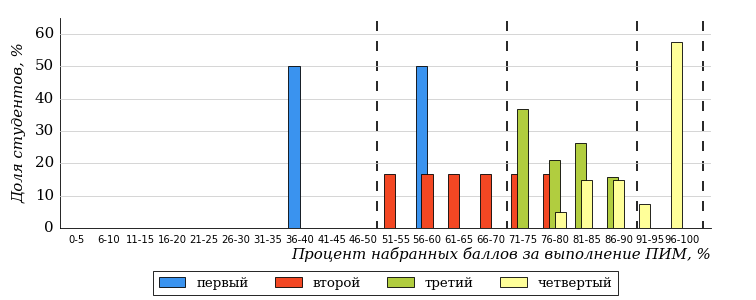 Доля студентов, %
60
50
40
30
20
10
0
0-5 6-10 11-15 16-20 21-25 26-30 31-35 36-40 41-45 46-50 51-55 56-60 61-65 66-70 71-75 76-80 81-85 86-90 91-95 96-100
Процент набранных баллов за выполнение ПИМ, %
первый второй третий четвертый